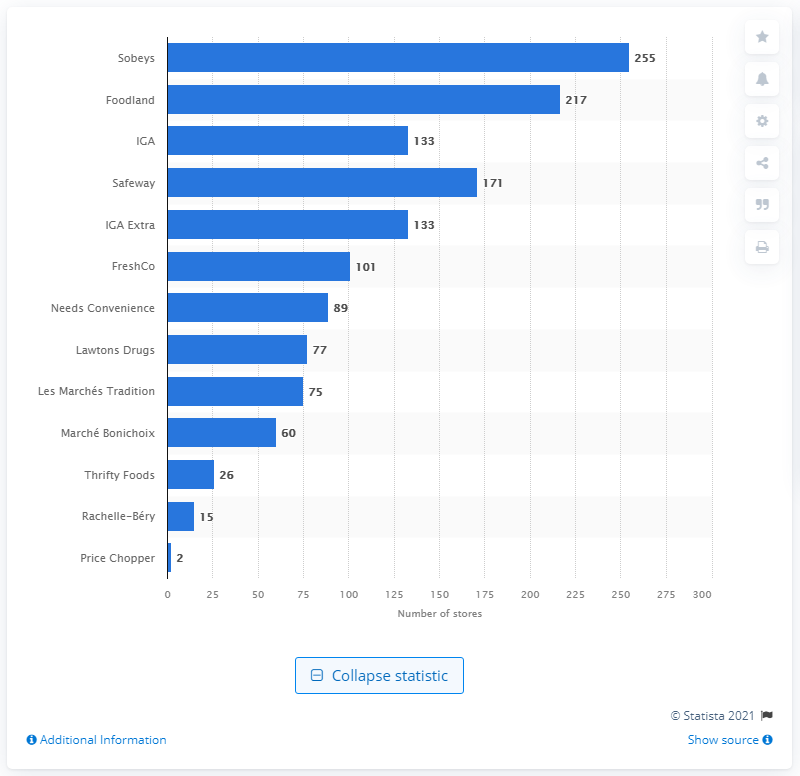 Sobeys 255
Foodland 217
IGA 133
Safeway 171
IGA Extra 133
FreshCo 101
Needs Convenience 89
Lawtons Drugs 77
Les Marchés Tradition 75
Marché Bonichoix 60
Thrifty Foods 26
Rachelle-Béry 15
Price Chopper 2
0 25 50 75 100 125 150 175 200 225 250 275 300
Number of stores
Collapse statistic
© Statista 2021
Additional Information Show source